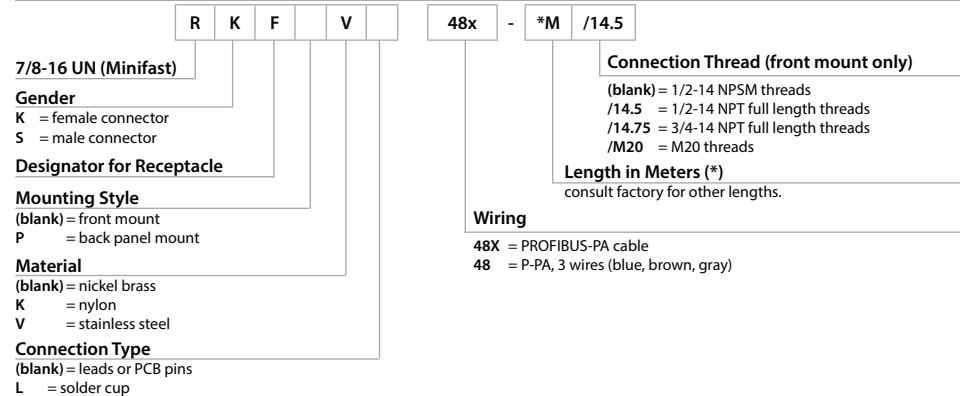 R K F V 48x - *M /14.5
7/8-16 UN (Minifast)
Gender
K = female connector
S = male connector
Designator for Receptacle
Mounting Style
(blank) = front mount
P = back panel mount
Material
(blank) = nickel brass
K = nylon
V = stainless steel
Connection Type
(blank) = leads or PCB pins
L = solder cup
Connection Thread (front mount only)
(blank) = 1/2-14 NPSM threads
/14.5 = 1/2-14 NPT full length threads
/14.75 = 3/4-14 NPT full length threads
/M20 = M20 threads
Length in Meters (*)
consult factory for other lengths.
Wiring
48X = PROFIBUS-PA cable
48 = P-PA, 3 wires (blue, brown, gray)